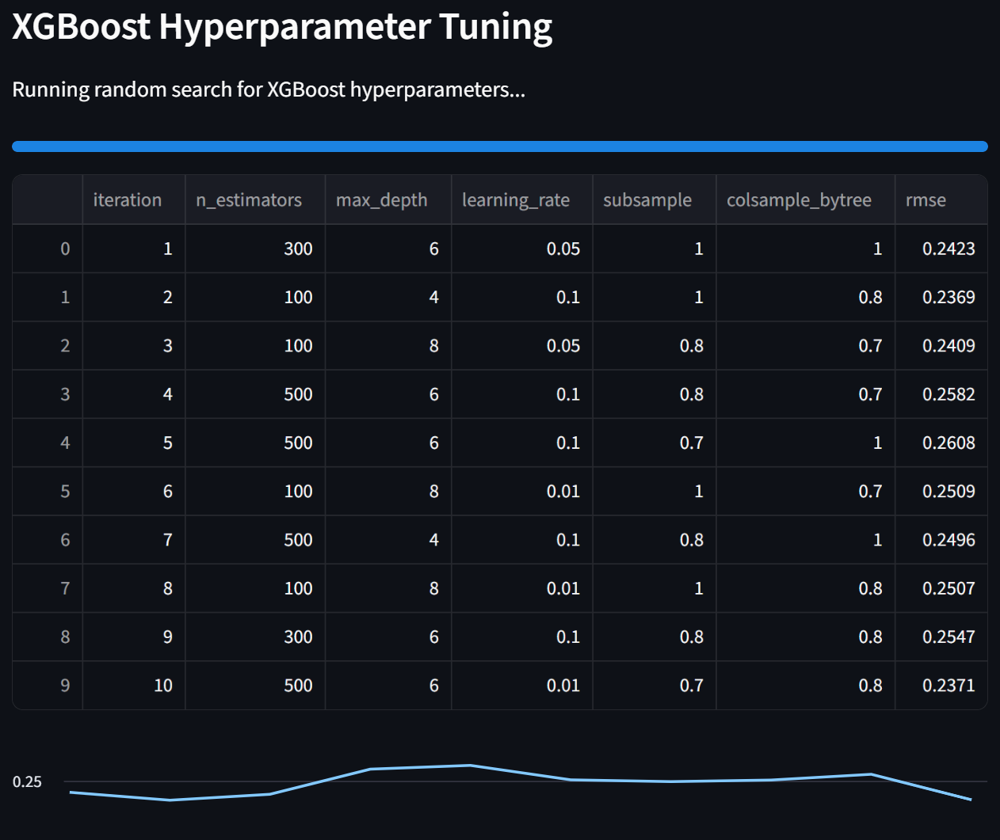 XGBoost Hyperparameter Tuning
Running random search for XGBoost hyperparameters...
iteration n_estimators max_depth learning_rate subsample colsample_bytree rmse
0 1 300 6 0.05 1 1 0.2423
1 2 100 4 0.1 1 0.8 0.2369
2 3 100 8 0.05 0.8 0.7 0.2409
3 4 500 6 0.1 0.8 0.7 0.2582
4 5 500 6 0.1 0.7 1 0.2608
5 6 100 8 0.01 1 0.7 0.2509
6 7 500 4 0.1 0.8 1 0.2496
7 8 100 8 0.01 1 0.8 0.2507
8 9 300 6 0.1 0.8 0.8 0.2547
9 10 500 6 0.01 0.7 0.8 0.2371
0.25